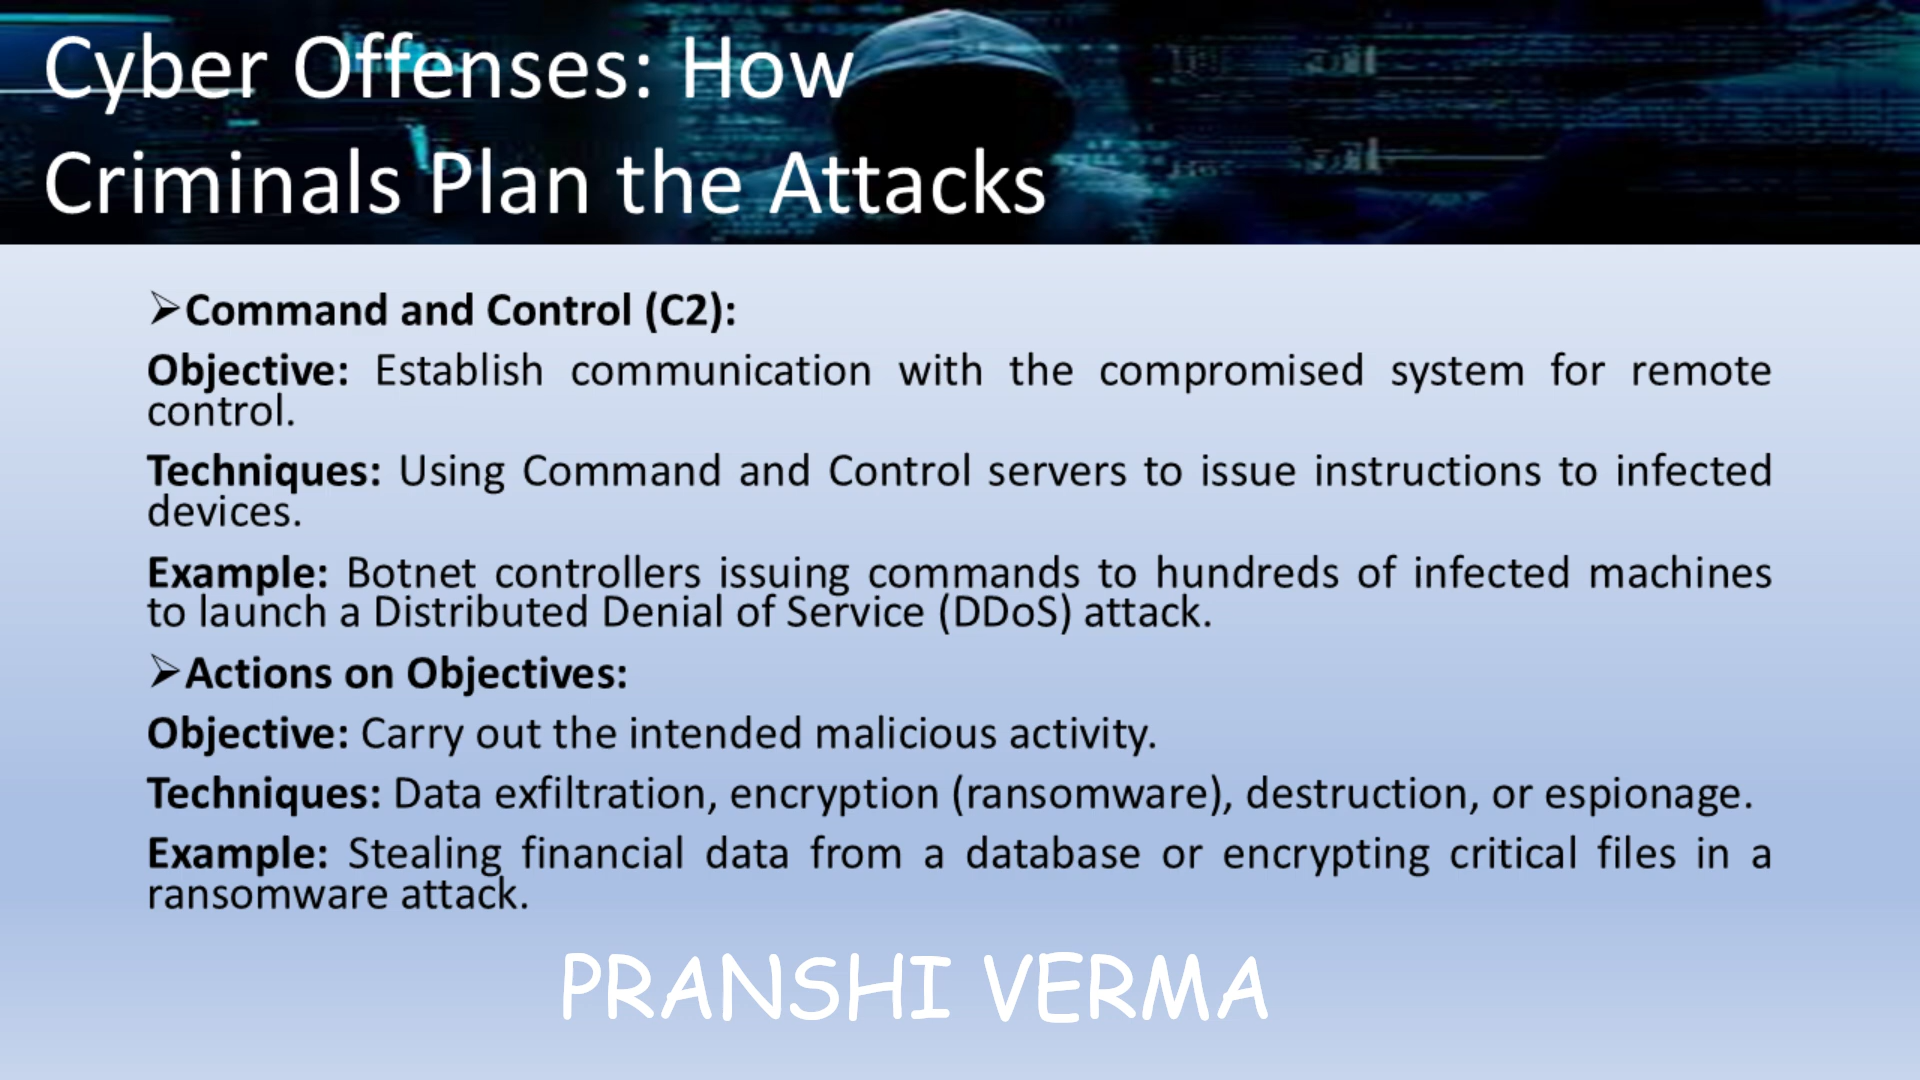 Cyber Offenses: How
Criminals Plan the Attacks
➢Command and Control (C2):
Objective: Establish communication with the compromised system for remote
control.
Techniques: Using Command and Control servers to issue instructions to infected
devices.
Example: Botnet controllers issuing commands to hundreds of infected machines
to launch a Distributed Denial of Service (DDoS) attack.
➢Actions on Objectives:
Objective: Carry out the intended malicious activity.
Techniques: Data exfiltration, encryption (ransomware), destruction, or espionage.
Example: Stealing financial data from a database or encrypting critical files in a
ransomware attack.
PRANSHI VERMA